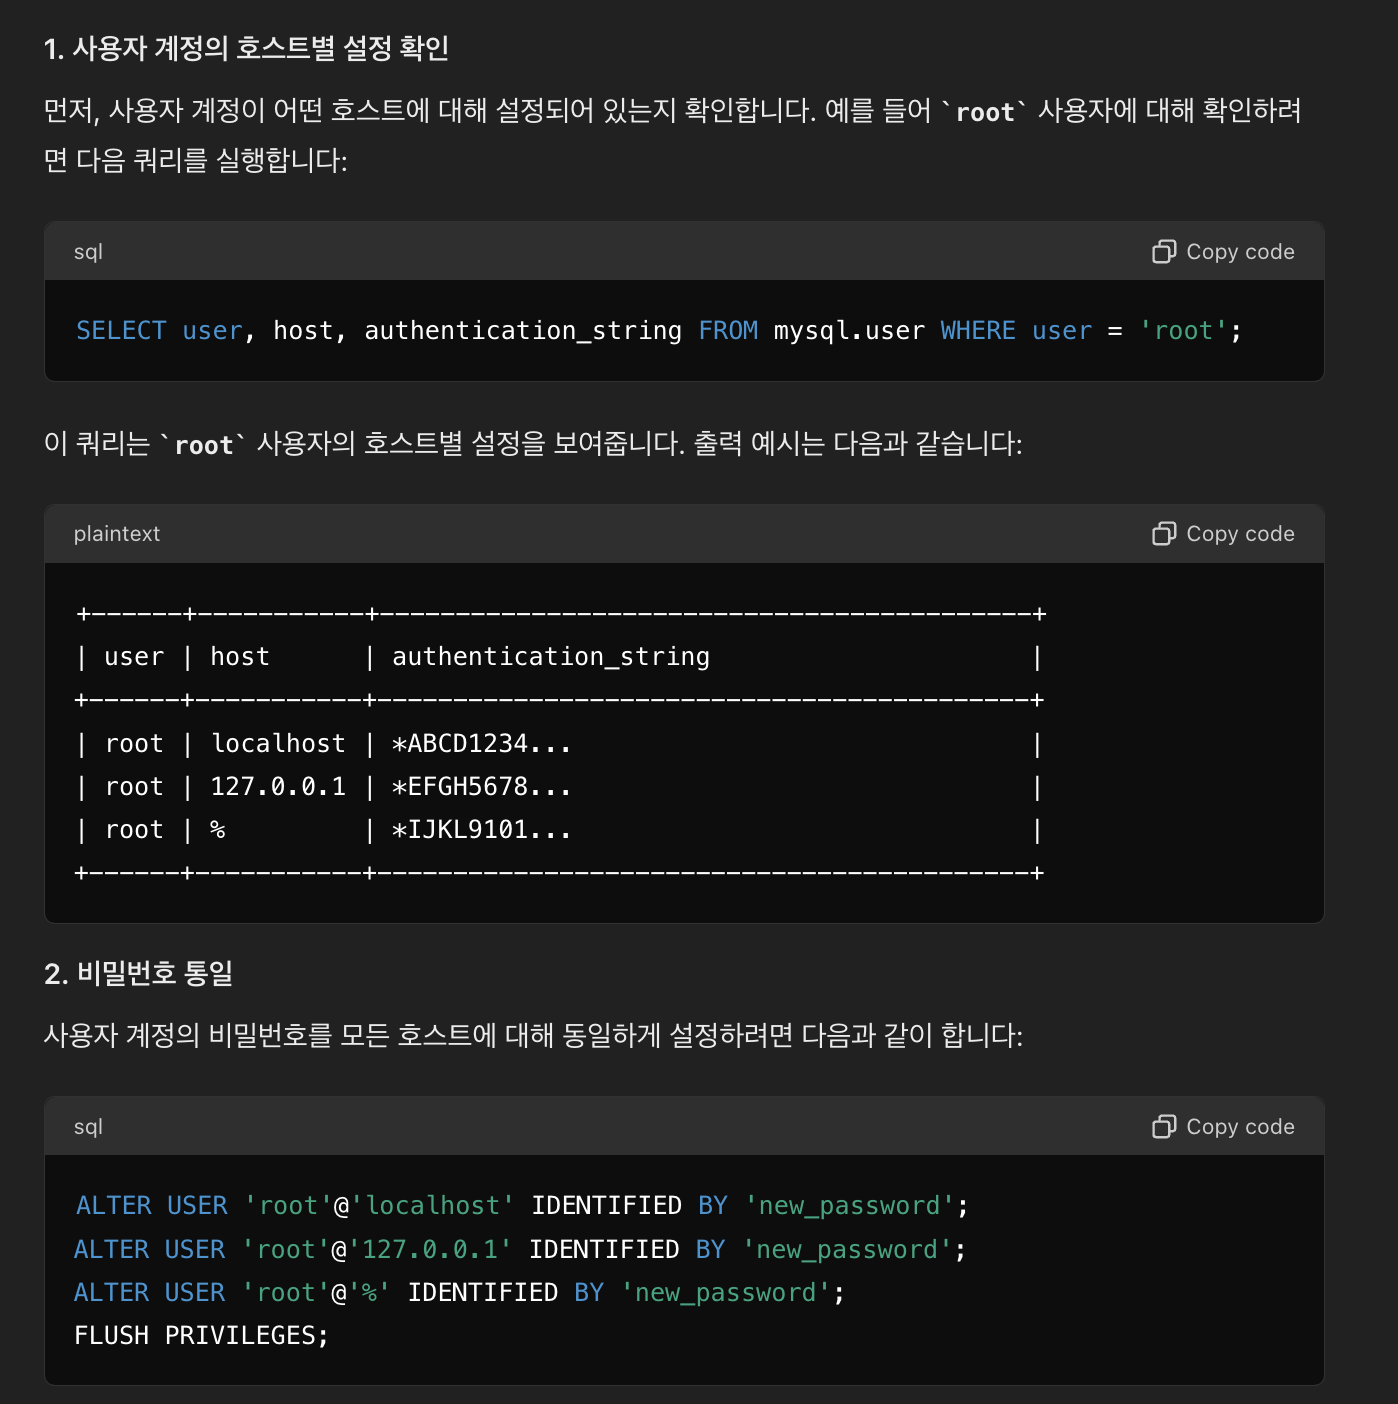 1. 사용자 계정의 호스트별 설정 확인
먼저, 사용자 계정이 어떤 호스트에 대해 설정되어 있는지 확인합니다. 예를 들어 `root` 사용자에 대해 확인하려
면 다음 쿼리를 실행합니다:
sql
Copy code
SELECT user, host, authentication_string FROM mysql.user WHERE user = 'root';
이 쿼리는 `root` 사용자의 호스트별 설정을 보여줍니다. 출력 예시는 다음과 같습니다:
plaintext
Copy code
+------+-----------+-------------------------------------------+
| user | host      | authentication_string                     |
+------+-----------+-------------------------------------------+
| root | localhost | *ABCD1234...                              |
| root | 127.0.0.1 | *EFGH5678...                              |
| root | %         | *IJKL9101...                              |
+------+-----------+-------------------------------------------+
2. 비밀번호 통일
사용자 계정의 비밀번호를 모든 호스트에 대해 동일하게 설정하려면 다음과 같이 합니다:
sql
Copy code
ALTER USER 'root'@'localhost' IDENTIFIED BY 'new_password';
ALTER USER 'root'@'127.0.0.1' IDENTIFIED BY 'new_password';
ALTER USER 'root'@'%' IDENTIFIED BY 'new_password';
FLUSH PRIVILEGES;